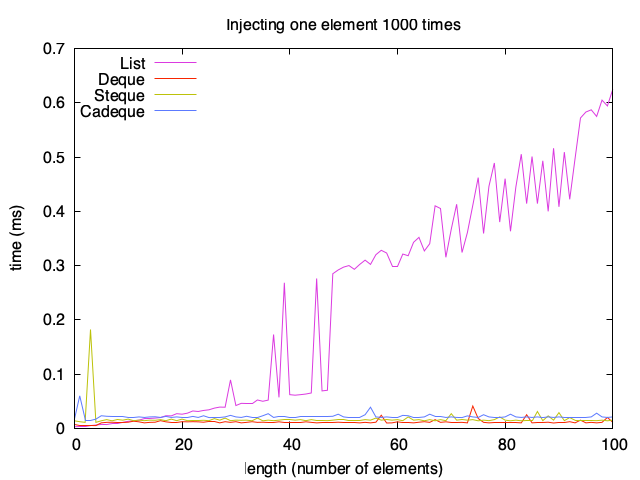 Injecting one element 1000 times
List
Deque
Steque
Cadeque
0.7
0.6
0.5
0.4
0.3
0.2
0.1
0
time (ms)
0 20 40 60 80 100
length (number of elements)